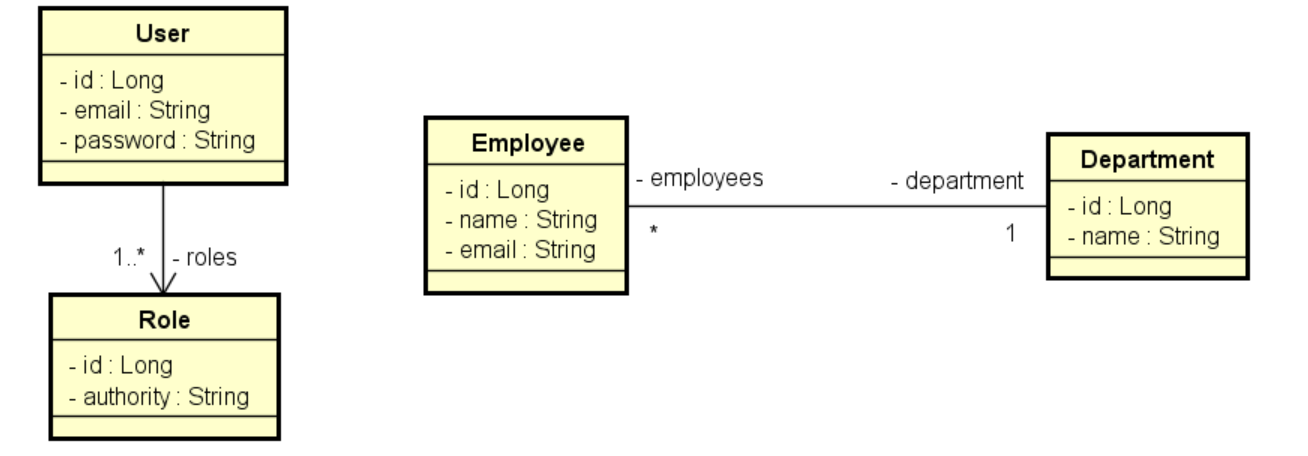 User
- id : Long
- email : String
- password : String
1..* - roles
Role
- id : Long
- authority : String
Employee
- id : Long
- name : String
- email : String
- employees
*
- department
1
Department
- id : Long
- name : String